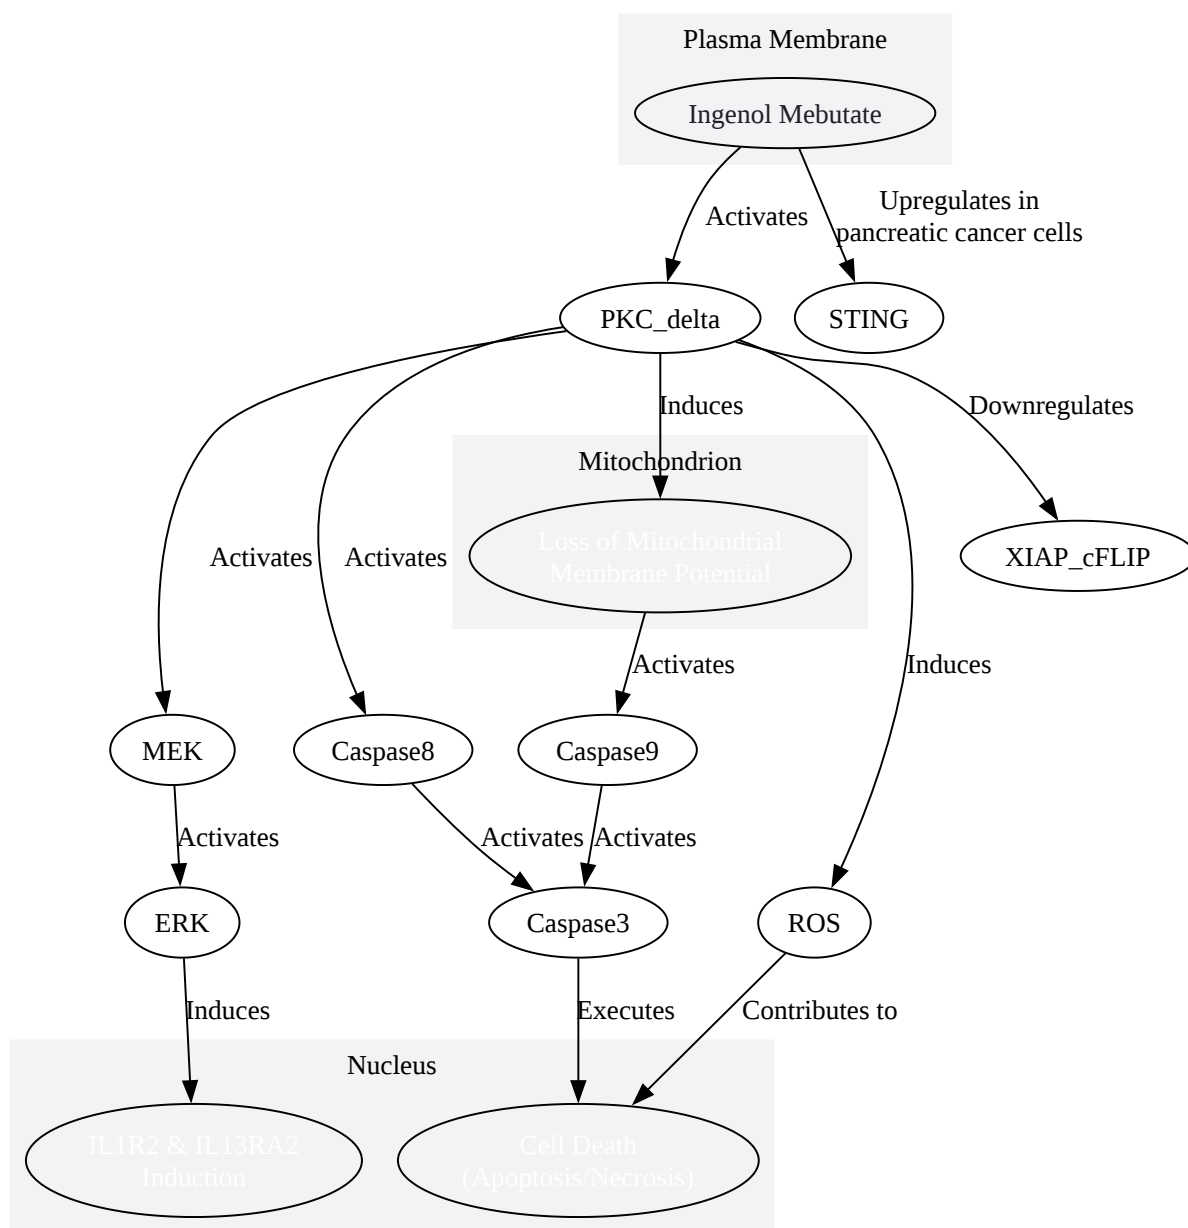 Plasma Membrane
Ingenol Mebutate
Activates
Upregulates in
pancreatic cancer cells
PKC_delta
STING
Induces
Downregulates
Mitochondrion
Loss of Mitochondrial
Membrane Potential
XIAP_cFLIP
Activates
Activates
Activates
Induces
MEK
Caspase8
Caspase9
Activates
Activates
Activates
ERK
Caspase3
ROS
Induces
Executes
Contributes to
Nucleus
IL1R2 & IL13RA2
Induction
Cell Death
(Apoptosis/Necrosis)